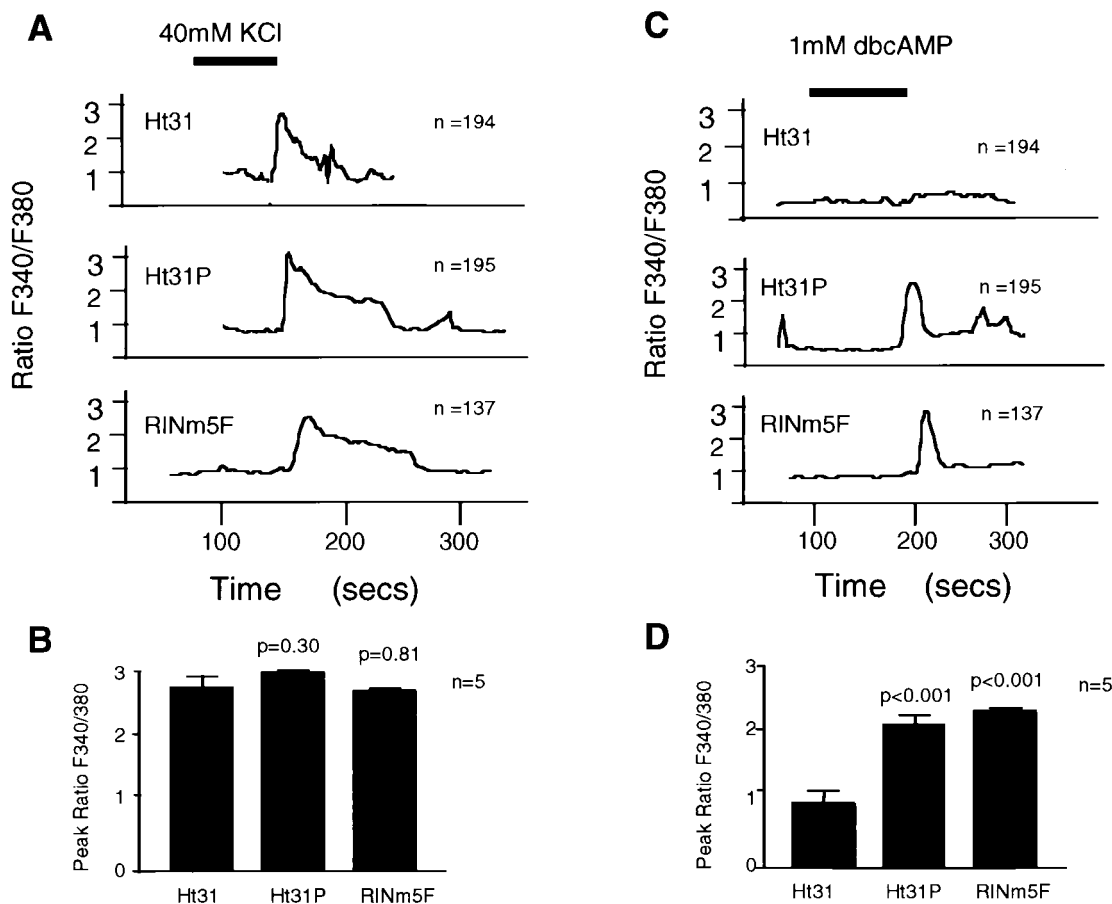 A
40mM KCl
Ratio F340/F380
3
2
1
Ht31
n =194
3
2
1
Ht31P
n =195
3
2
1
RINm5F
n =137
100 200 300
Time (secs)
B
Peak Ratio F340/380
3
2
1
0
p=0.30
p=0.81
n=5
Ht31 Ht31P RINm5F
C
1mM dbcAMP
Ratio F340/F380
3
2
1
Ht31
n =194
3
2
1
Ht31P
n =195
3
2
1
RINm5F
n =137
100 200 300
Time (secs)
D
Peak Ratio F340/380
3
2
1
0
p<0.001
p<0.001
n=5
Ht31 Ht31P RINm5F